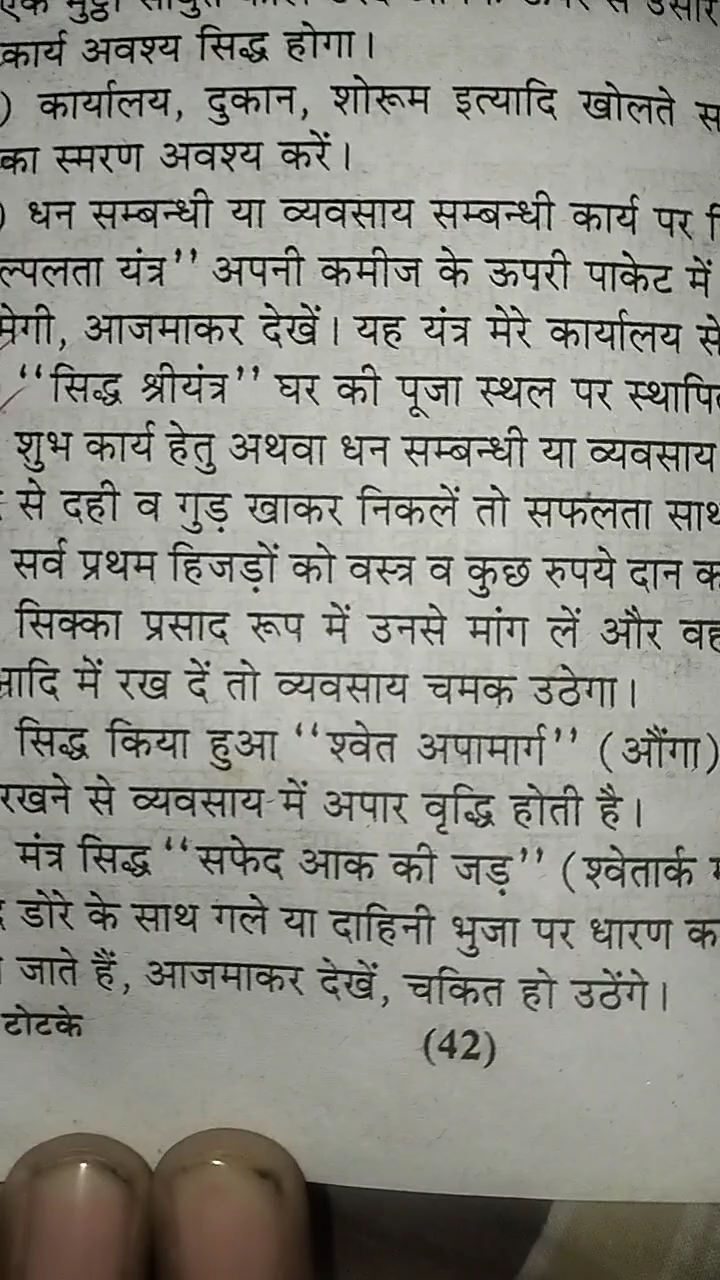 कार्य अवश्य सिद्ध होगा।
) कार्यालय, दुकान, शोरूम इत्यादि खोलते
का स्मरण अवश्य करें।
) धन सम्बन्धी या व्यवसाय सम्बन्धी कार्य पर
ल्पलता यंत्र’’ अपनी कमीज के ऊपरी पाकेट में
मेगी, आजमाकर देखें। यह यंत्र मेरे कार्यालय से
‘‘सिद्ध श्रीयंत्र’’ घर की पूजा स्थल पर स्थापित
शुभ कार्य हेतु अथवा धन सम्बन्धी या व्यवसाय
से दही व गुड़ खाकर निकलें तो सफलता साथ
सर्व प्रथम हिजड़ों को वस्त्र व कुछ रुपये दान क
सिक्का प्रसाद रूप में उनसे मांग लें और वह
आदि में रख दें तो व्यवसाय चमक उठेगा।
सिद्ध किया हुआ ‘‘श्वेत अपामार्ग’’ (औंगा)
रखने से व्यवसाय में अपार वृद्धि होती है।
मंत्र सिद्ध ‘‘सफेद आक की जड़’’ (श्वेतार्क
डोरे के साथ गले या दाहिनी भुजा पर धारण क
जाते हैं, आजमाकर देखें, चकित हो उठेंगे।
टोटके
(42)